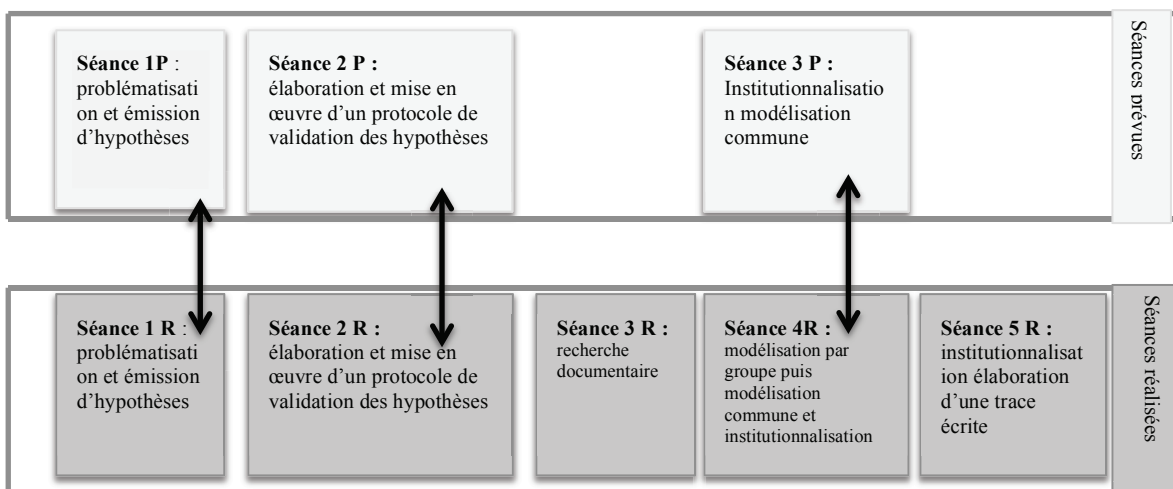 Séance 1P :
problématisati
on et émission
d’hypothèses
Séance 2 P :
élaboration et mise en
œuvre d’un protocole de
validation des hypothèses
Séance 3 P :
Institutionnalisatio
n modélisation
commune
Séances prévues
Séance 1 R :
problématisati
on et émission
d’hypothèses
Séance 2 R :
élaboration et mise en
œuvre d’un protocole de
validation des hypothèses
Séance 3 R :
recherche
documentaire
Séance 4R :
modélisation par
groupe puis
modélisation
commune et
institutionnalisation
Séance 5 R :
institutionnalisat
ion élaboration
d’une trace
écrite
Séances réalisées